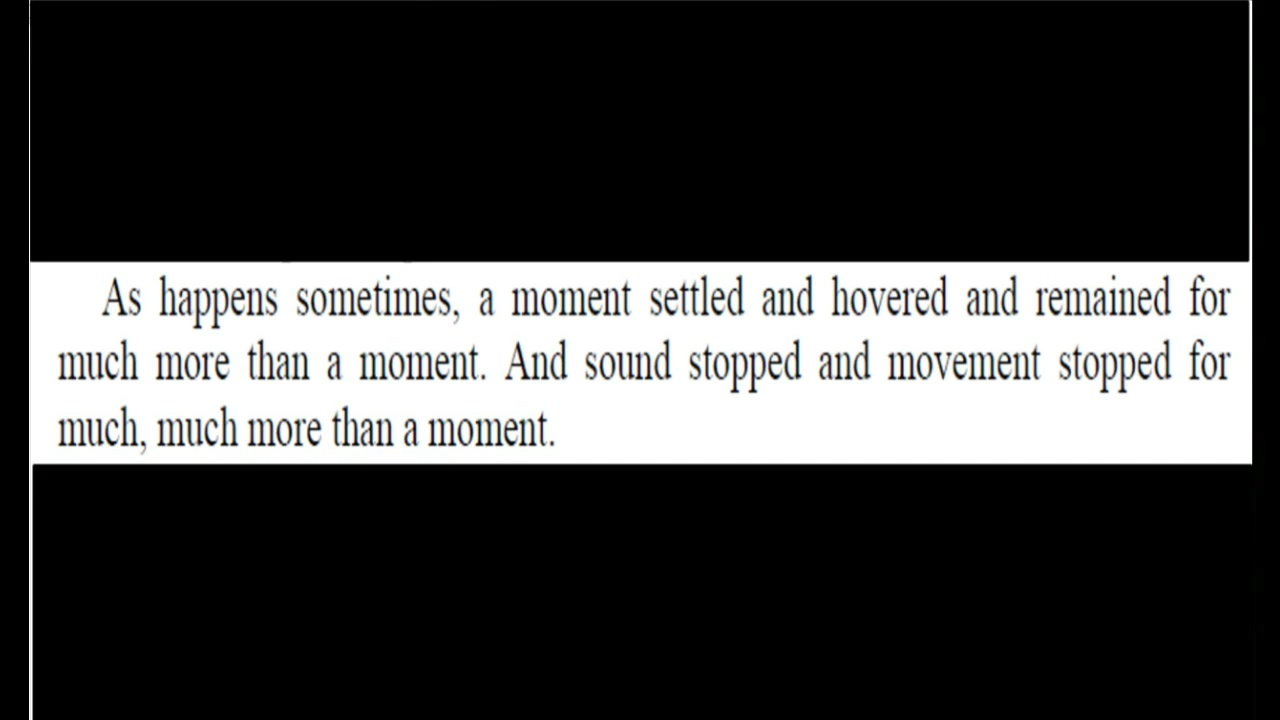 As happens sometimes, a moment settled and hovered and remained for
much more than a moment. And sound stopped and movement stopped for
much, much more than a moment.